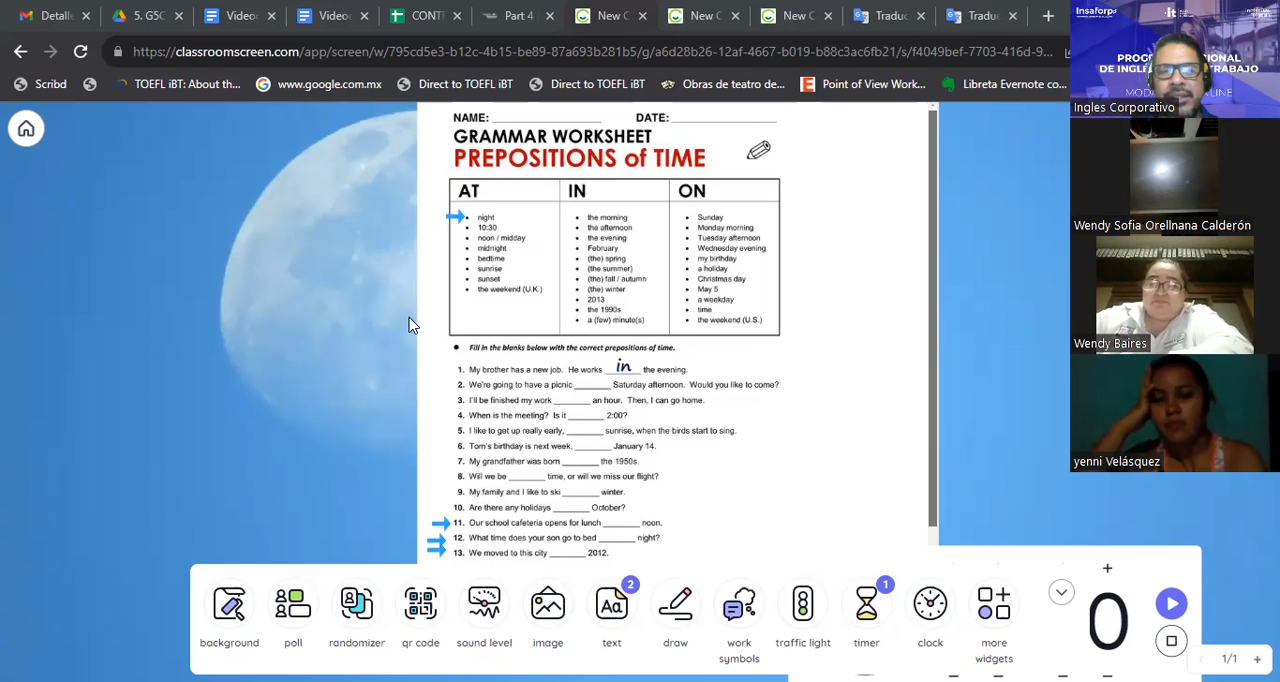 Detalle
5. G5C
Videoc
Videoc
CONT
Part 4
New C
New C
New C
Traduc
Traduc
https://classroomscreen.com/app/screen/w/795cd5e3-b12c-4b15-be89-87a693b281b5/g/a6d28b26-12af-4667-b019-b88c3ac6fb21/s/f4049bef-7703-416d-9...
Scribd
TOEFL iBT: About th...
www.google.com.mx
Direct to TOEFL iBT
Direct to TOEFL iBT
Obras de teatro de...
Point of View Work...
Libreta Evernote co...
NAME: DATE:
GRAMMAR WORKSHEET
PREPOSITIONS of TIME
AT
night
10:30
noon / midday
midnight
bedtime
sunrise
sunset
the weekend (U.K.)
IN
the morning
the afternoon
the evening
February
(the) spring
(the summer)
(the) fall / autumn
(the) winter
2013
the 1990s
a (few) minute(s)
ON
Sunday
Monday morning
Tuesday afternoon
Wednesday evening
my birthday
a holiday
Christmas day
May 5
a weekday
time
the weekend (U.S.)
Fill in the blanks below with the correct prepositions of time.
1. My brother has a new job. He works in the evening.
2. We're going to have a picnic ________ Saturday afternoon. Would you like to come?
3. I'll be finished my work ________ an hour. Then, I can go home.
4. When is the meeting? Is it ________ 2:00?
5. I like to get up really early, ________ sunrise, when the birds start to sing.
6. Tom's birthday is next week, ________ January 14.
7. My grandfather was born ________ the 1950s.
8. Will we be ________ time, or will we miss our flight?
9. My family and I like to ski ________ winter.
10. Are there any holidays ________ October?
11. Our school cafeteria opens for lunch ________ noon.
12. What time does your son go to bed ________ night?
13. We moved to this city ________ 2012.
background
poll
randomizer
qr code
sound level
image
2
text
draw
work symbols
traffic light
1
timer
clock
more widgets
0
1/1
Insaforp
Ingles Corporativo
Wendy Sofia Orellnana Calderón
Wendy Baires
yenni Velásquez